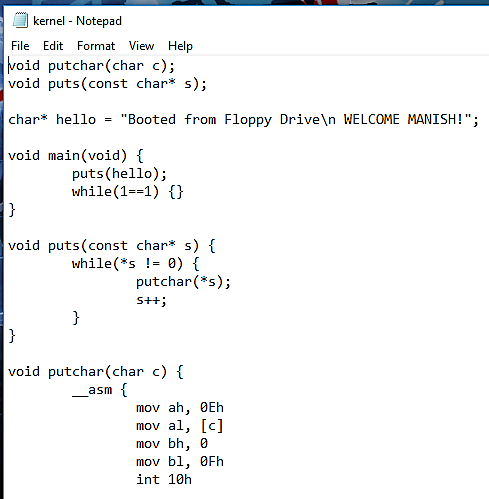 kernel - Notepad
File Edit Format View Help
void putchar(char c);
void puts(const char* s);

char* hello = "Booted from Floppy Drive\n WELCOME MANISH!";

void main(void) {
        puts(hello);
        while(1==1) {}
}

void puts(const char* s) {
        while(*s != 0) {
                putchar(*s);
                s++;
        }
}

void putchar(char c) {
        __asm {
                mov ah, 0Eh
                mov al, [c]
                mov bh, 0
                mov bl, 0Fh
                int 10h